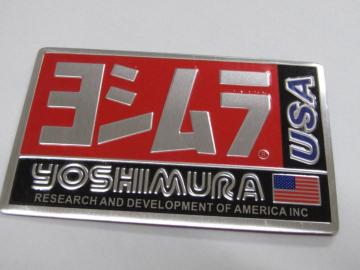 ヨシムラ®
USA
YOSHIMURA
RESEARCH AND DEVELOPMENT OF AMERICA INC